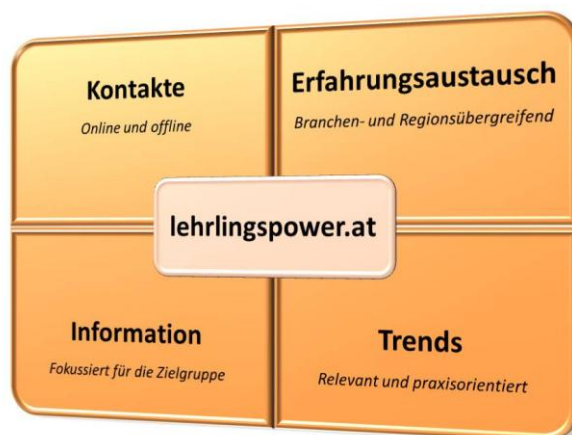 Kontakte
Online und offline
Erfahrungsaustausch
Branchen- und Regionsübergreifend
lehrlingspower.at
Information
Fokussiert für die Zielgruppe
Trends
Relevant und praxisorientiert